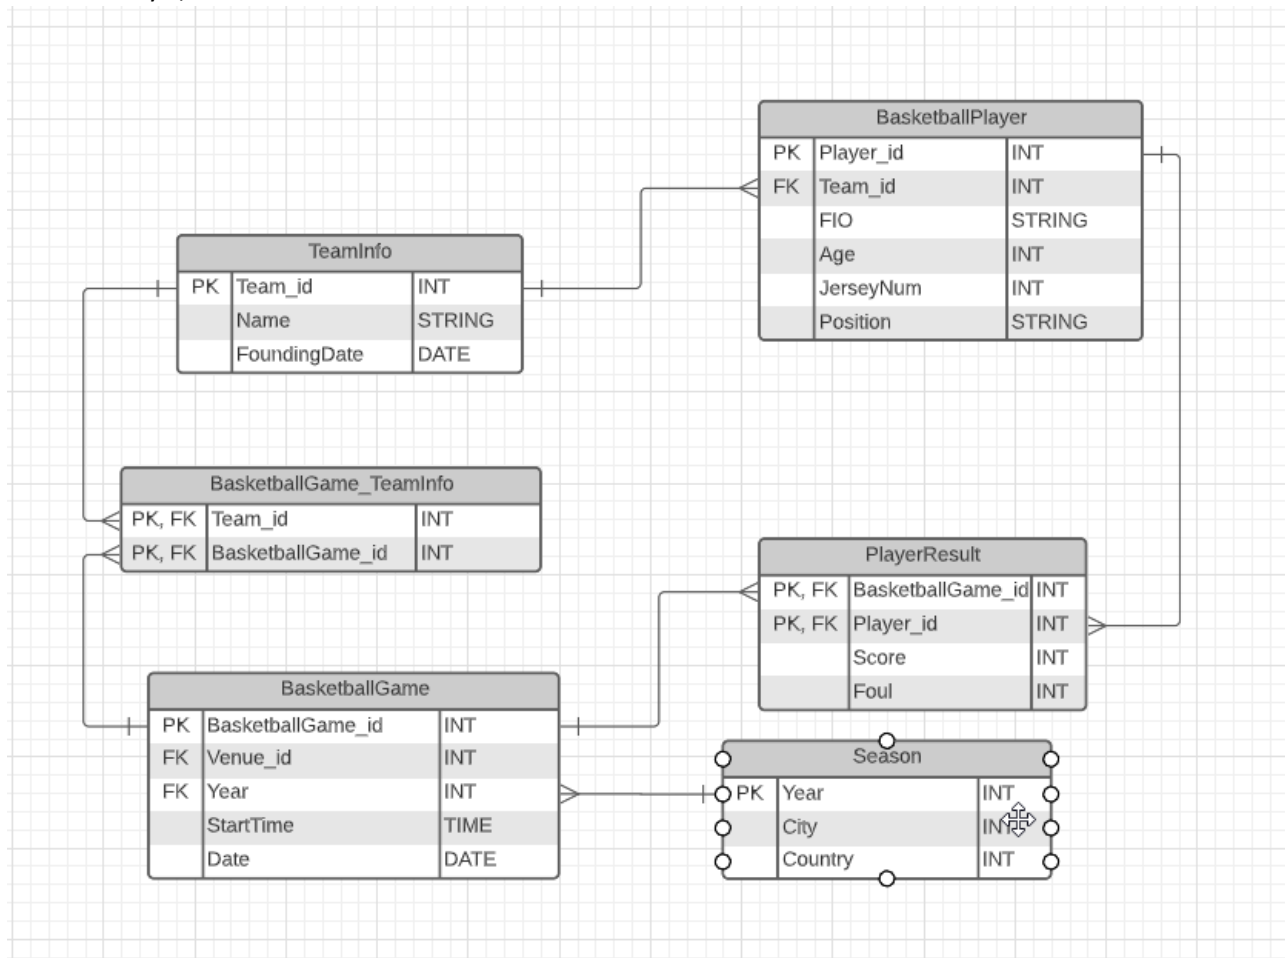 BasketballPlayer
PK Player_id INT
FK Team_id INT
FIO STRING
Age INT
JerseyNum INT
Position STRING
TeamInfo
PK Team_id INT
Name STRING
FoundingDate DATE
BasketballGame_TeamInfo
PK, FK Team_id INT
PK, FK BasketballGame_id INT
PlayerResult
PK, FK BasketballGame_id INT
PK, FK Player_id INT
Score INT
Foul INT
BasketballGame
PK BasketballGame_id INT
FK Venue_id INT
FK Year INT
StartTime TIME
Date DATE
Season
PK Year INT
City INT
Country INT